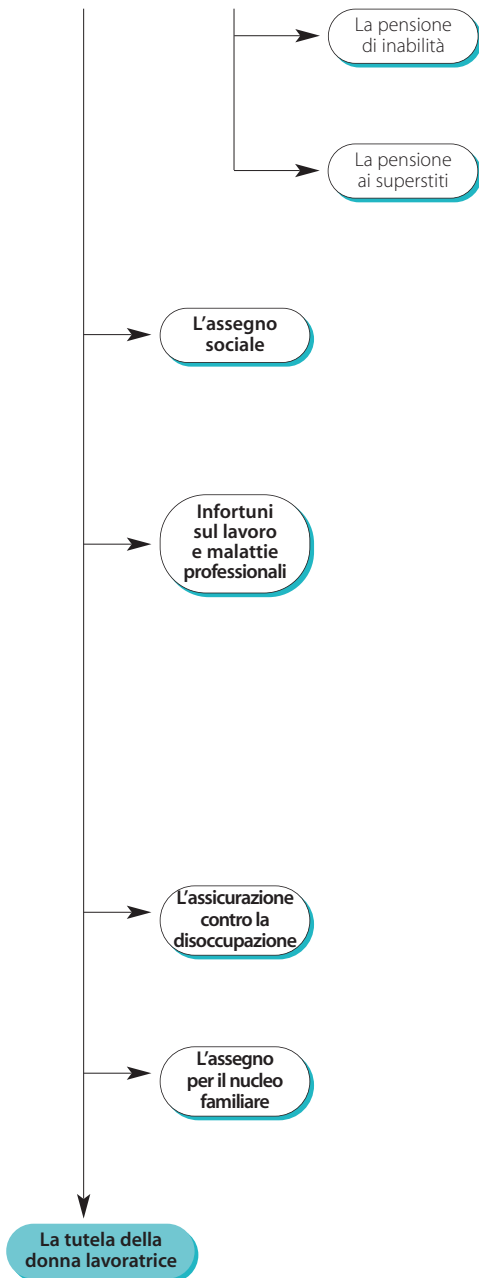 La pensione
di inabilità
La pensione
ai superstiti
L'assegno
sociale
Infortuni
sul lavoro
e malattie
professionali
L'assicurazione
contro la
disoccupazione
L'assegno
per il nucleo
familiare
La tutela della
donna lavoratrice